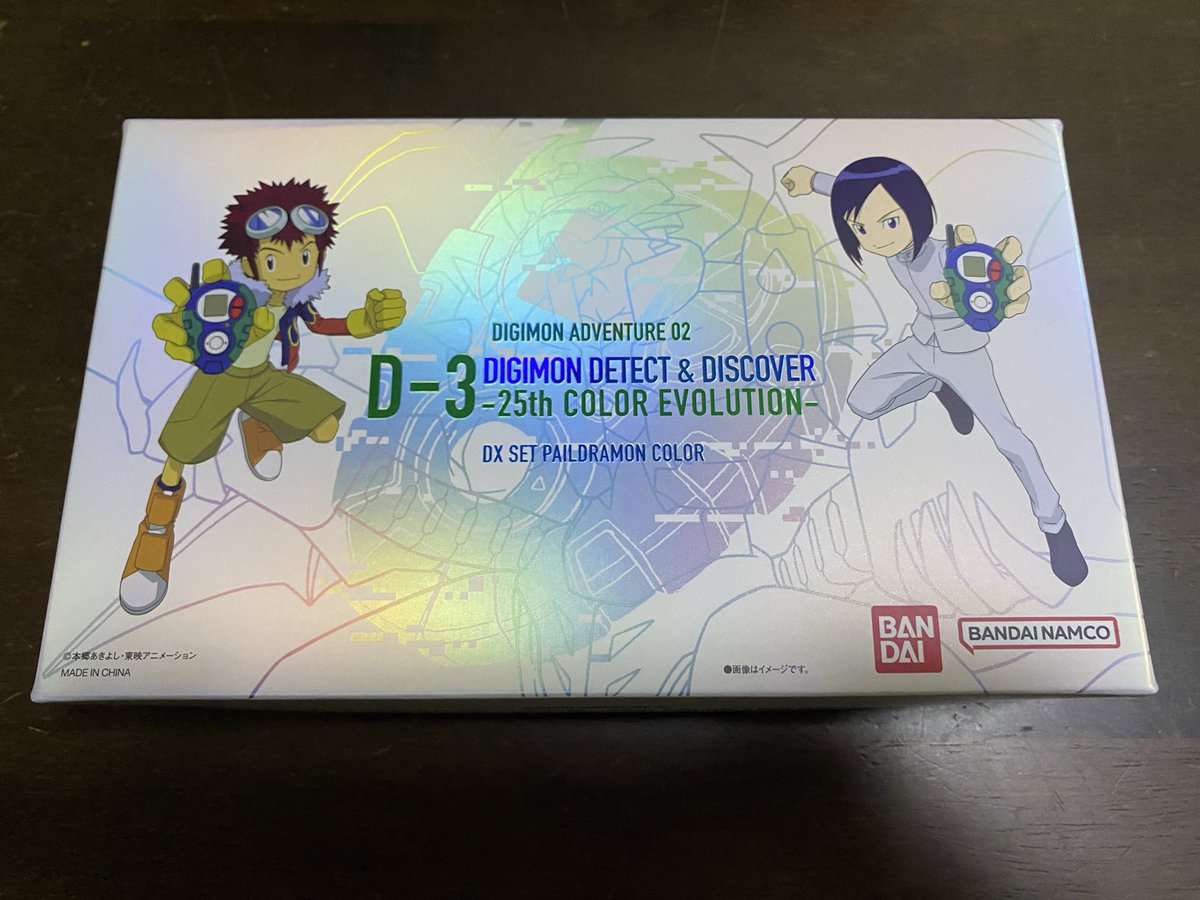 DIGIMON ADVENTURE 02
D-3 DIGIMON DETECT & DISCOVER
-25th COLOR EVOLUTION-
DX SET PAILDRAMON COLOR
©本郷あきよし・東映アニメーション
MADE IN CHINA
●画像はイメージです。
BAN
DAI
BANDAI NAMCO